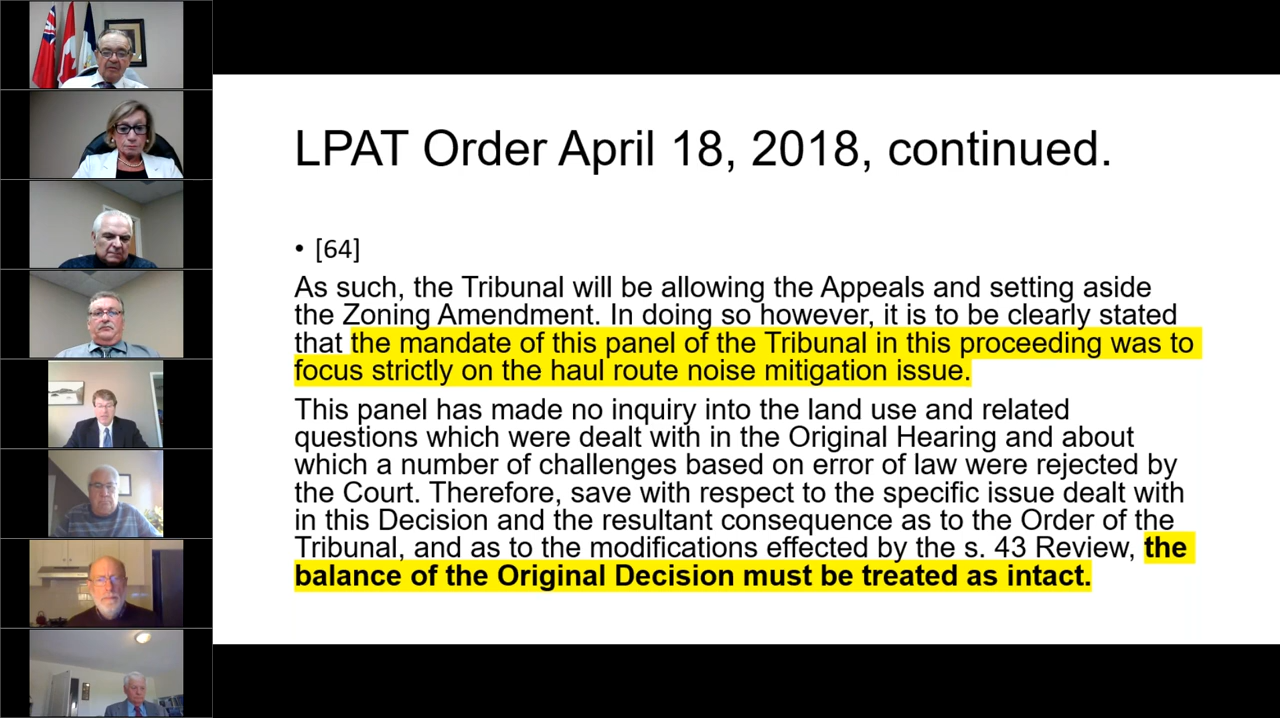 LPAT Order April 18, 2018, continued.
• [64]
As such, the Tribunal will be allowing the Appeals and setting aside
the Zoning Amendment. In doing so however, it is to be clearly stated
that the mandate of this panel of the Tribunal in this proceeding was to
focus strictly on the haul route noise mitigation issue.
This panel has made no inquiry into the land use and related
questions which were dealt with in the Original Hearing and about
which a number of challenges based on error of law were rejected by
the Court. Therefore, save with respect to the specific issue dealt with
in this Decision and the resultant consequence as to the Order of the
Tribunal, and as to the modifications effected by the s. 43 Review, the
balance of the Original Decision must be treated as intact.